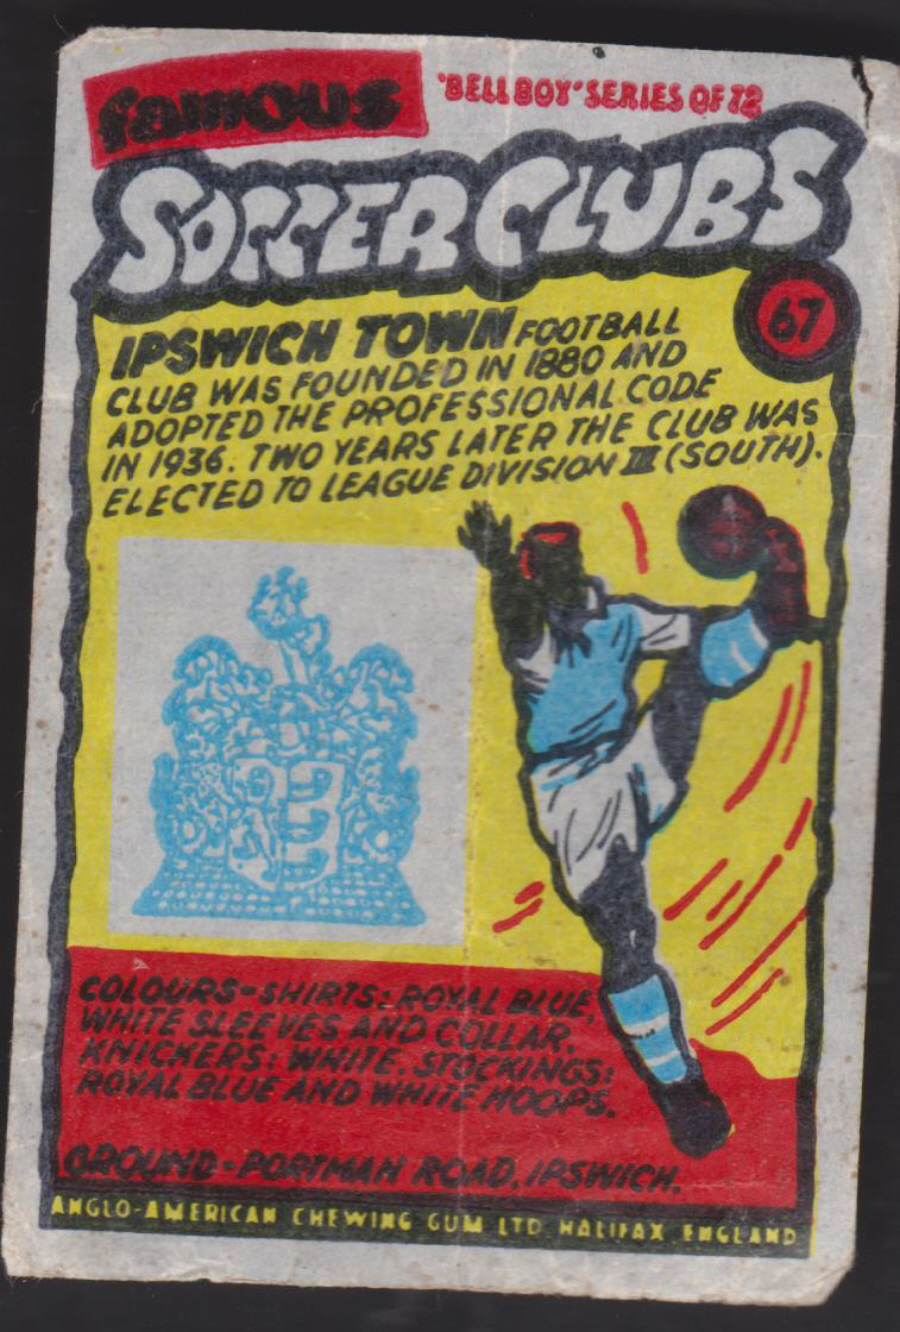 famous
'BELL BOY' SERIES OF 72
SOCCER CLUBS
67
IPSWICH TOWN FOOTBALL
CLUB WAS FOUNDED IN 1880 AND
ADOPTED THE PROFESSIONAL CODE
IN 1936. TWO YEARS LATER THE CLUB WAS
ELECTED TO LEAGUE DIVISION III (SOUTH).
COLOURS-SHIRTS: ROYAL BLUE,
WHITE SLEEVES AND COLLAR.
KNICKERS: WHITE. STOCKINGS:
ROYAL BLUE AND WHITE HOOPS.
GROUND-PORTMAN ROAD, IPSWICH.
ANGLO-AMERICAN CHEWING GUM LTD. HALIFAX. ENGLAND